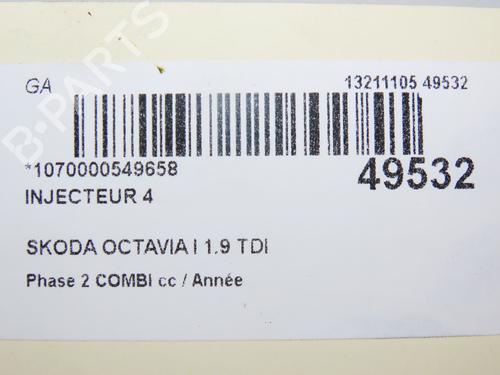 B-PARTS
GA
13211105 49532
*1070000549658
49532
INJECTEUR 4
SKODA OCTAVIA I 1.9 TDI
Phase 2 COMBI cc / Année